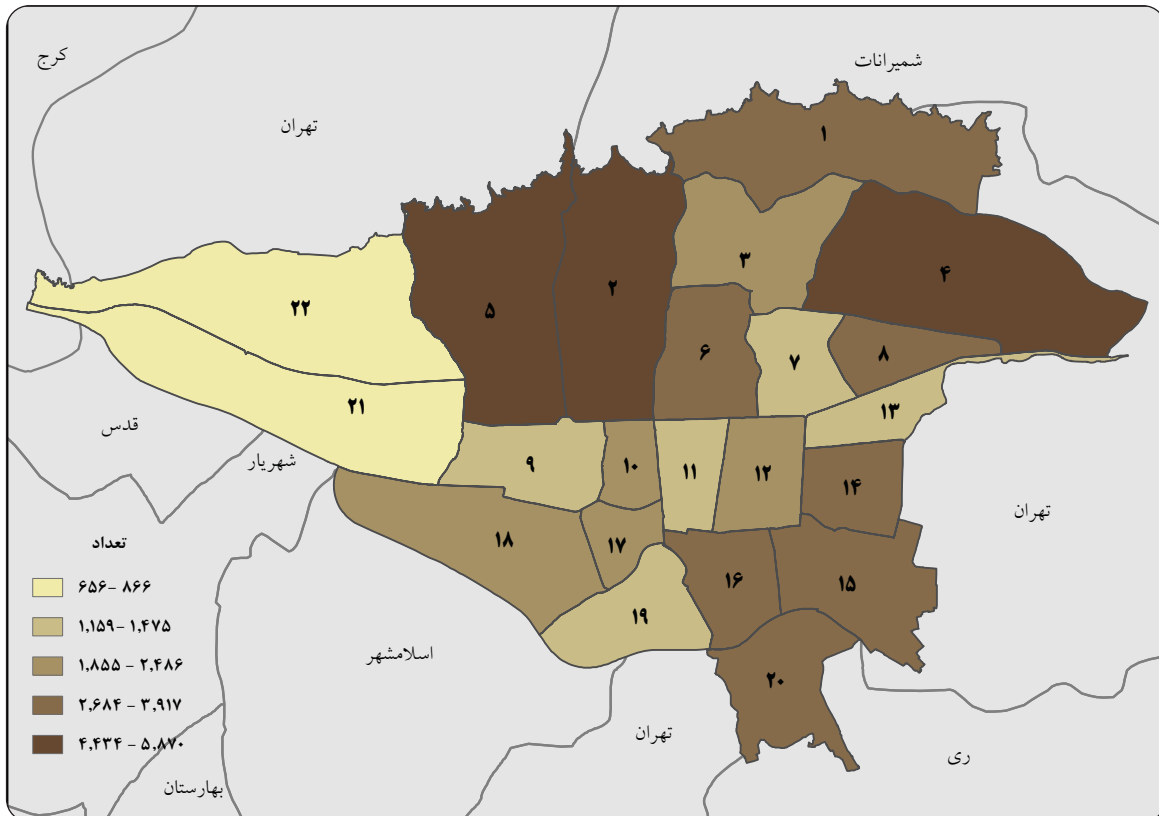 کرج
شمیرانات
تهران
۱
۳
۴
۲
۵
۲۲
۶
۷
۸
۲۱
۱۳
قدس
شهریار
۹
۱۰
۱۱
۱۲
۱۴
تهران
۱۸
۱۷
۱۶
۱۵
۱۹
اسلامشهر
۲۰
تهران
ری
بهارستان
تعداد
۶۵۶- ۸۶۶
۱,۱۵۹- ۱,۴۷۵
۱,۸۵۵ - ۲,۴۸۶
۲,۶۸۴ - ۳,۹۱۷
۴,۴۳۴ - ۵,۸۷۰